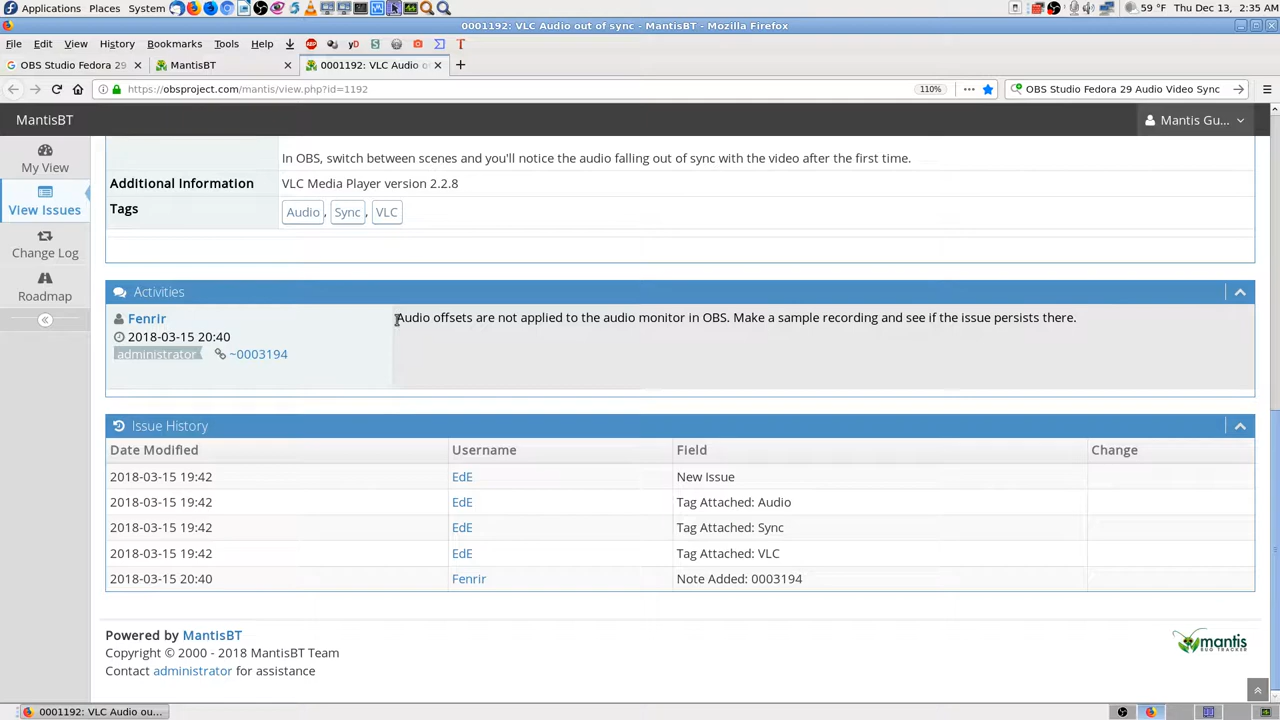 Applications Places System 59 °F Thu Dec 13, 2:35 AM
0001192: VLC Audio out of sync - MantisBT - Mozilla Firefox
File Edit View History Bookmarks Tools Help
OBS Studio Fedora 29 MantisBT 0001192: VLC Audio o
https://obsproject.com/mantis/view.php?id=1192 110% OBS Studio Fedora 29 Audio Video Sync
MantisBT Mantis Gu...
My View
View Issues
Change Log
Roadmap
In OBS, switch between scenes and you'll notice the audio falling out of sync with the video after the first time.
Additional Information VLC Media Player version 2.2.8
Tags Audio, Sync, VLC
Activities
Fenrir
2018-03-15 20:40
administrator ~0003194
Audio offsets are not applied to the audio monitor in OBS. Make a sample recording and see if the issue persists there.
Issue History
Date Modified Username Field Change
2018-03-15 19:42 EdE New Issue
2018-03-15 19:42 EdE Tag Attached: Audio
2018-03-15 19:42 EdE Tag Attached: Sync
2018-03-15 19:42 EdE Tag Attached: VLC
2018-03-15 20:40 Fenrir Note Added: 0003194
Powered by MantisBT
Copyright © 2000 - 2018 MantisBT Team
Contact administrator for assistance
mantis
BUG TRACKER
0001192: VLC Audio ou...